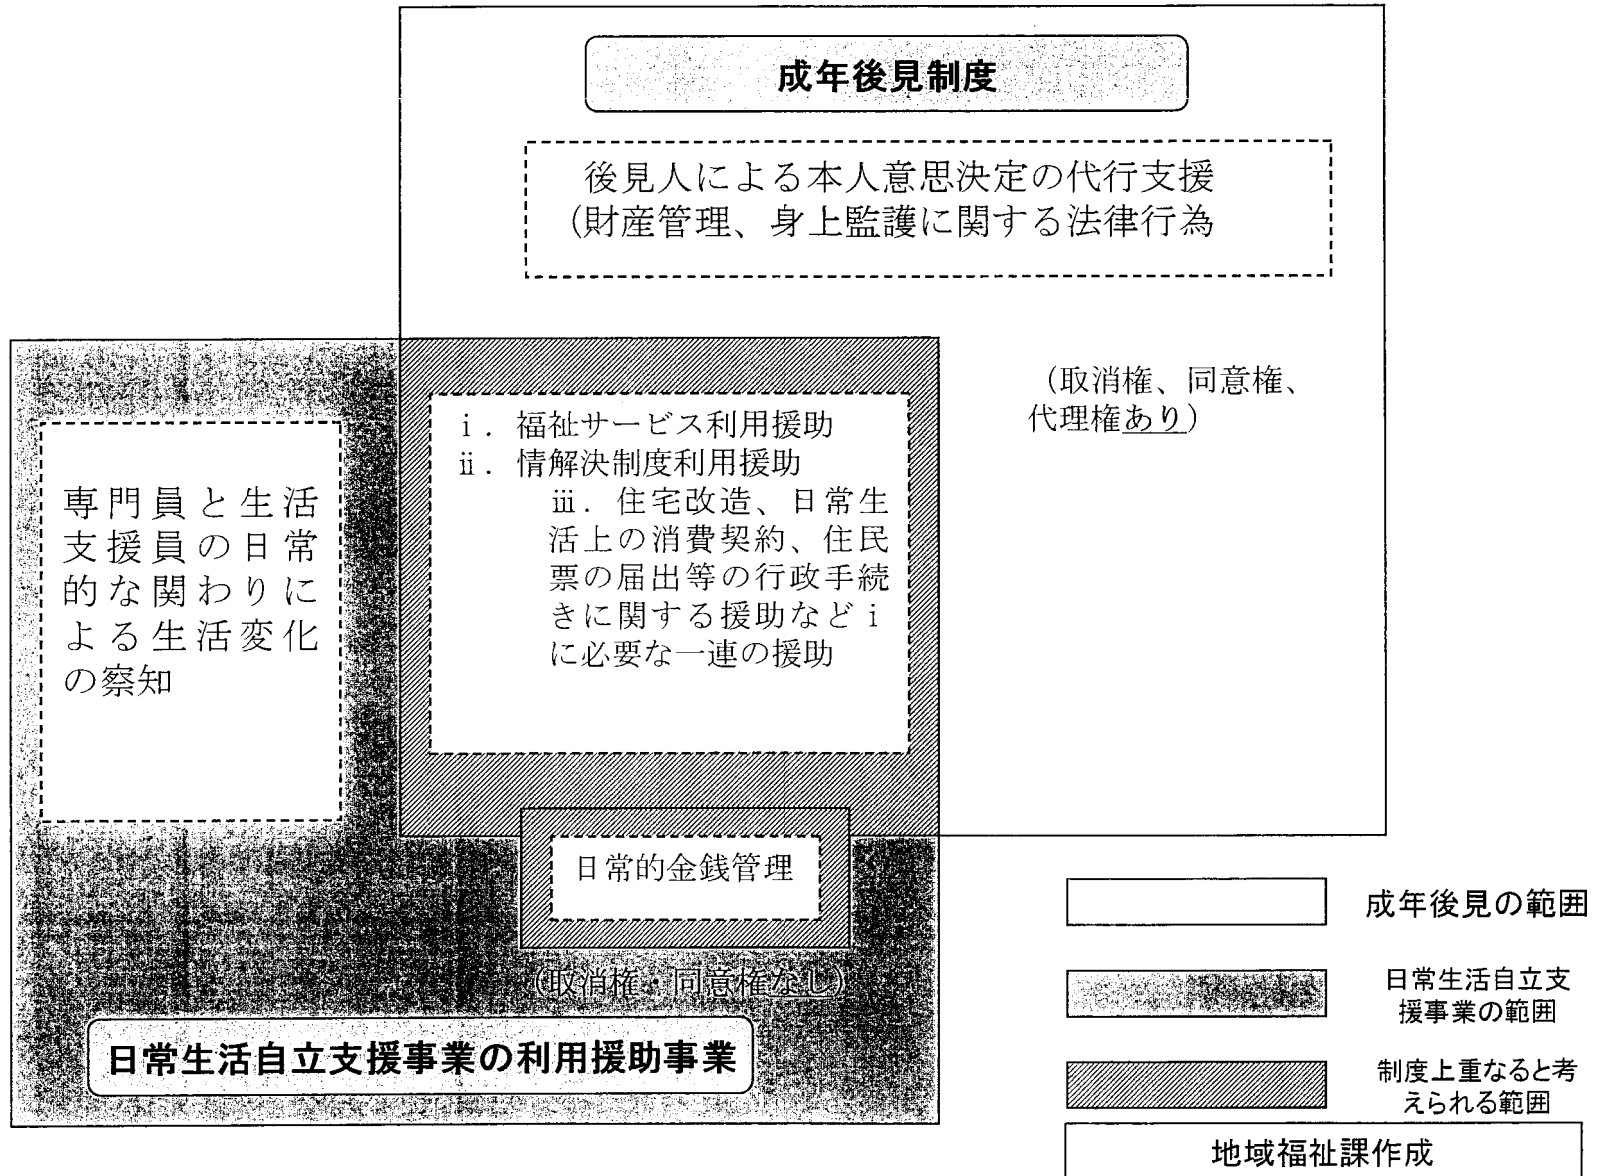 成年後見制度
後見人による本人意思決定の代行支援
(財産管理、身上監護に関する法律行為
(取消権、同意権、
代理権あり)
ⅰ．福祉サービス利用援助
ⅱ．情解決制度利用援助
ⅲ．住宅改造、日常生
活上の消費契約、住民
票の届出等の行政手続
きに関する援助などⅰ
に必要な一連の援助
専門員と生活
支援員の日常
的な関わりに
よる生活変化
の察知
日常的金銭管理
(取消権・同意権なし)
日常生活自立支援事業の利用援助事業
成年後見の範囲
日常生活自立支
援事業の範囲
制度上重なると考
えられる範囲
地域福祉課作成